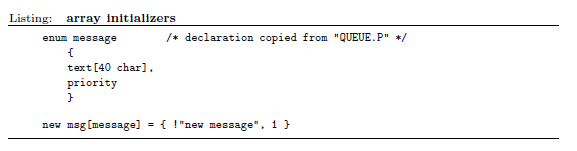 Listing: array initializers
enum message /* declaration copied from "QUEUE.P" */
{
text[40 char],
priority
}
new msg[message] = { !"new message", 1 }